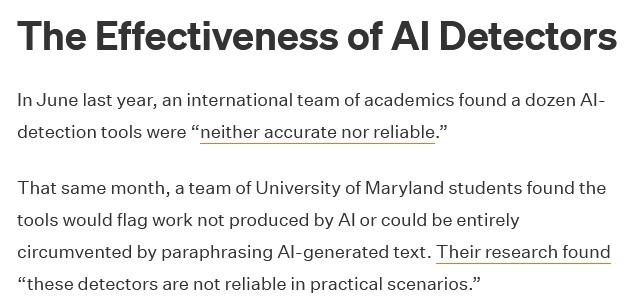 The Effectiveness of AI Detectors
In June last year, an international team of academics found a dozen AI-
detection tools were “neither accurate nor reliable.”
That same month, a team of University of Maryland students found the
tools would flag work not produced by AI or could be entirely
circumvented by paraphrasing AI-generated text. Their research found
“these detectors are not reliable in practical scenarios.”